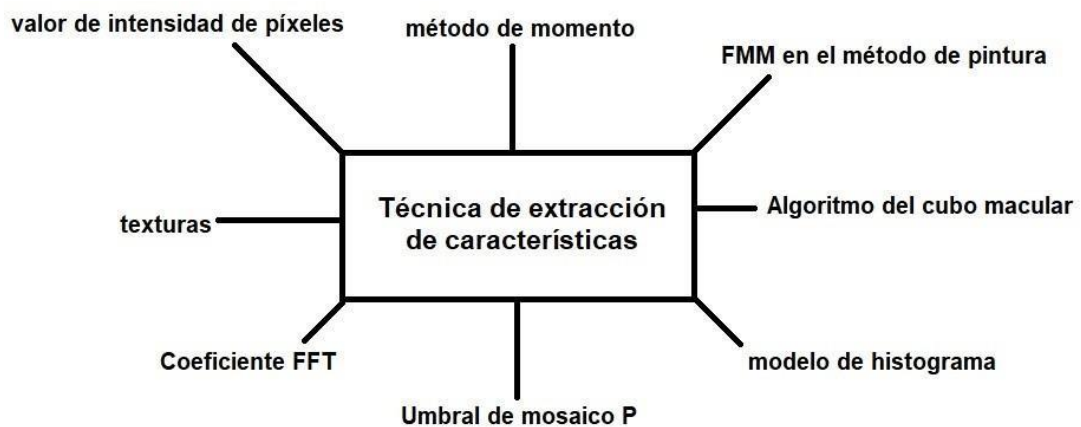 valor de intensidad de píxeles
método de momento
FMM en el método de pintura
Técnica de extracción
de características
Algoritmo del cubo macular
texturas
Coeficiente FFT
modelo de histograma
Umbral de mosaico P